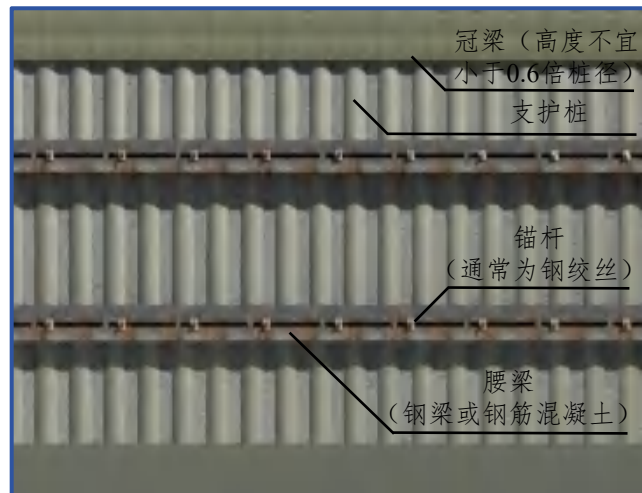 冠梁（高度不宜
小于0.6倍桩径）
支护桩
锚杆
（通常为钢绞丝）
腰梁
（钢梁或钢筋混凝土）